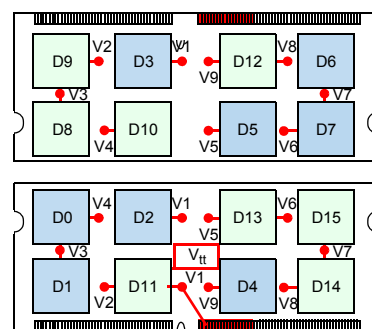 V2 V1 V8
D9 D3 D12 D6
V9
V3 V7
D8 D10 D5 D7
V4 V5 V6
V4 V1 V6
D0 D2 D13 D15
V5
V3 Vtt V7
V1
D1 D11 D4 D14
V2 V9 V8